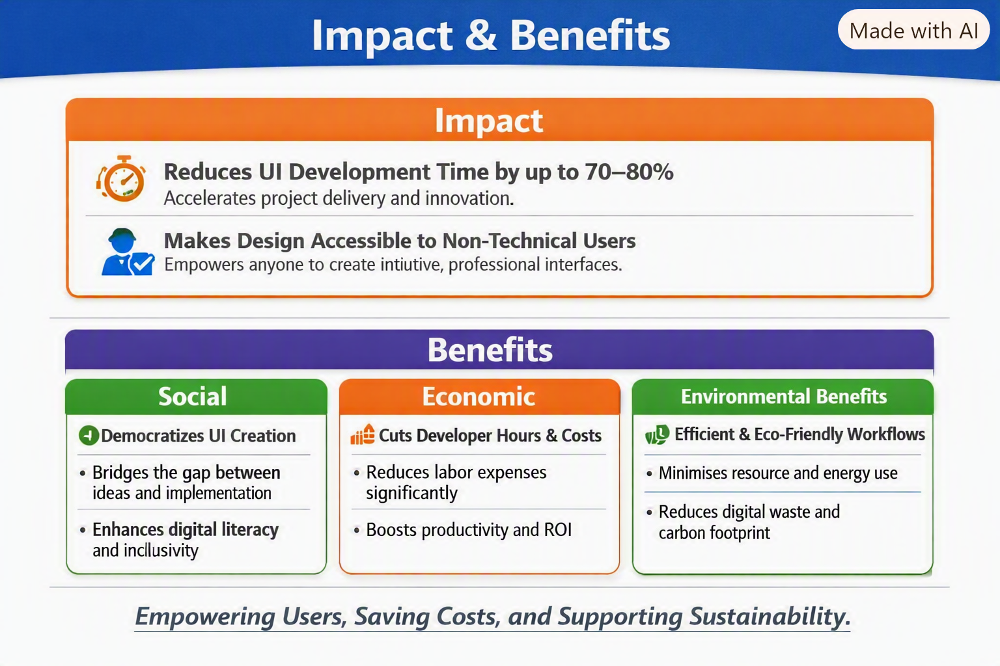 Impact & Benefits
Made with AI
Impact
Reduces UI Development Time by up to 70–80%
Accelerates project delivery and innovation.
Makes Design Accessible to Non-Technical Users
Empowers anyone to create intiutive, professional interfaces.
Benefits
Social
Democratizes UI Creation
• Bridges the gap between
ideas and implementation
• Enhances digital literacy
and incllusivity
Economic
Cuts Developer Hours & Costs
• Reduces labor expenses
significantly
• Boosts productivity and ROI
Environmental Benefits
Efficient & Eco-Friendly Workflows
• Minimises resource and energy use
• Reduces digital waste and
carbon footprint
Empowering Users, Saving Costs, and Supporting Sustainability.